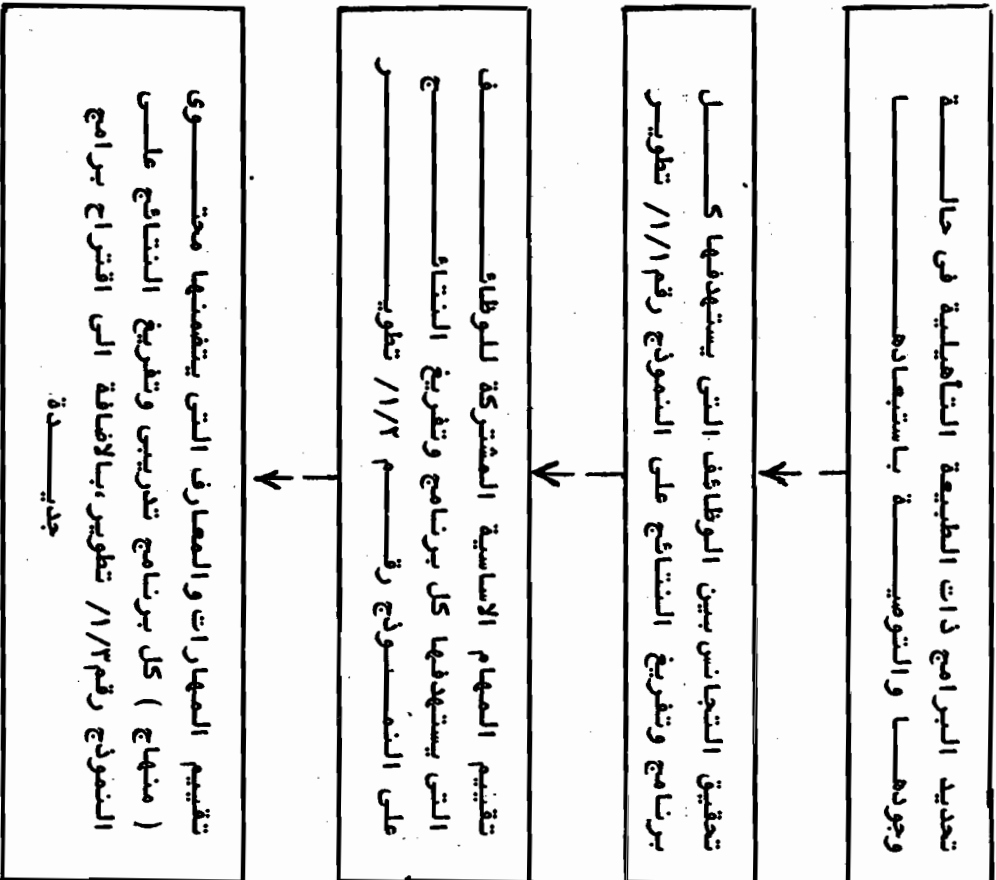 تحديد البرامج ذات الطبيعة التأهيلية فى حالة
وجودها والتوصية باستبعادها
تحقيق التجانس بين الوظائف التى يستهدفها كل
برنامج وتفريغ النتائج على النموذج رقم ١/١/ تطوير
تقييم المهام الاساسية المشتركة للوظائف
التى يستهدفها كل برنامج وتفريغ النتائج
على النموذج رقم ١/٢/ تطوير
تقييم المهارات والمعارف التى يتضمنها محتوى
( منهاج ) كل برنامج تدريبى وتفريغ النتائج على
النموذج رقم ١/٣/ تطوير ، بالاضافة الى اقتراح برامج
جديدة